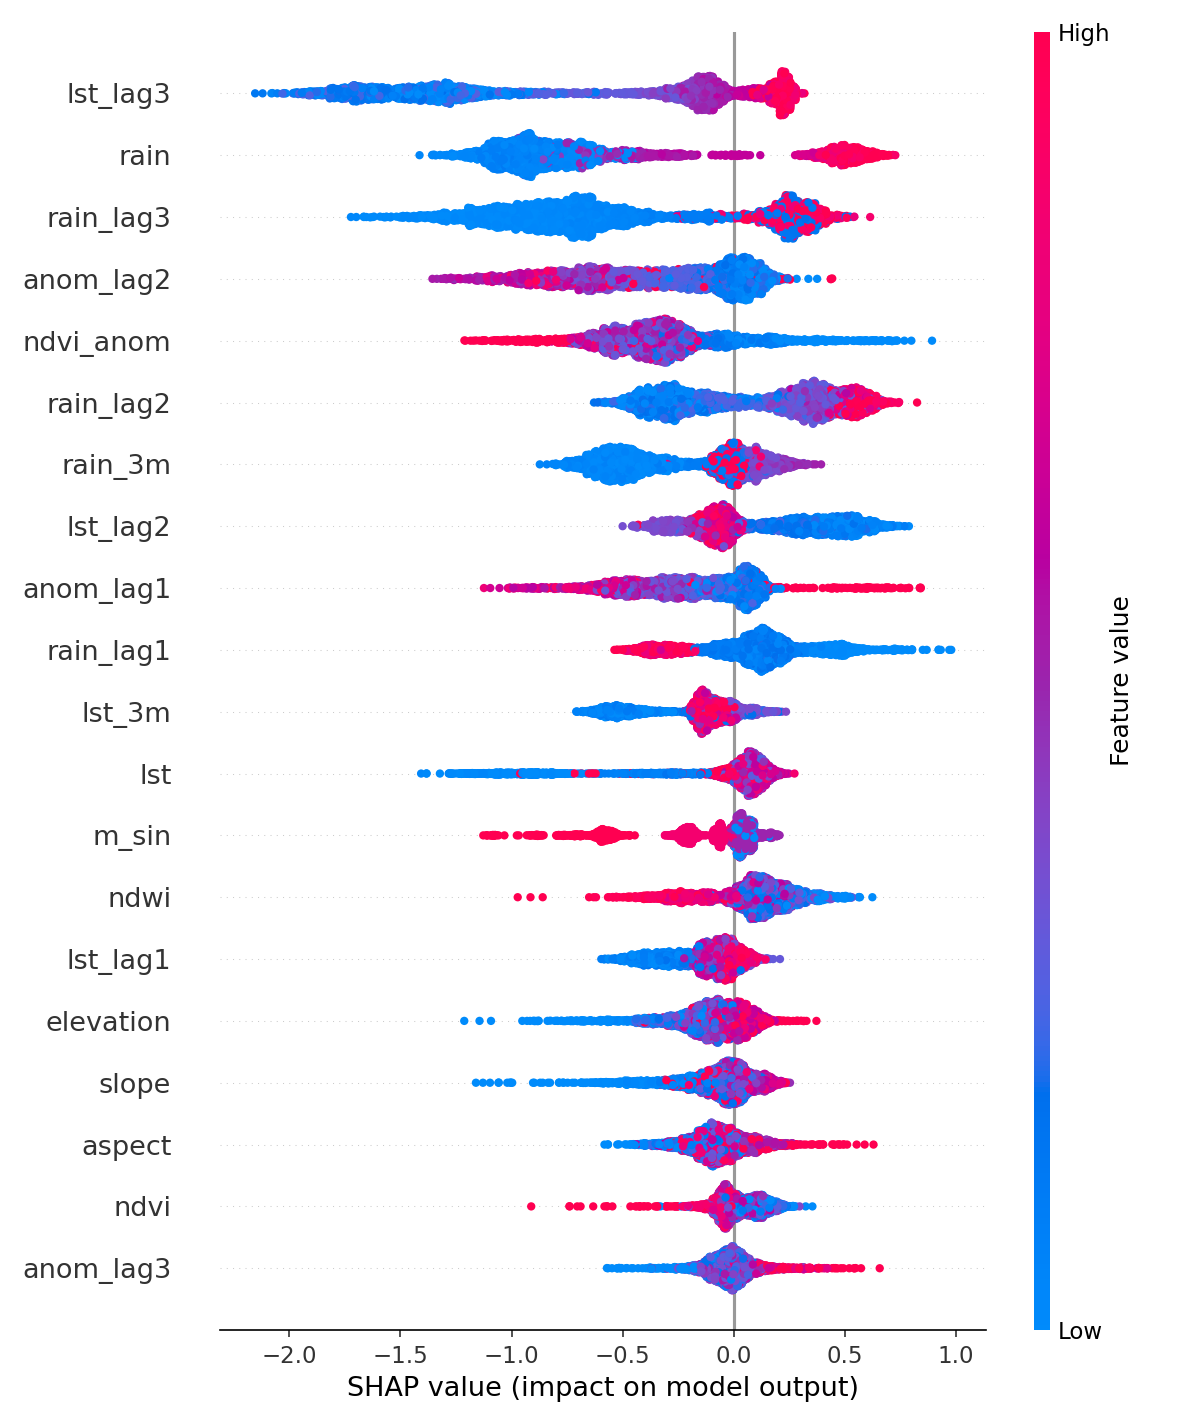 High
lst_lag3
rain
rain_lag3
anom_lag2
ndvi_anom
rain_lag2
rain_3m
lst_lag2
anom_lag1
rain_lag1
lst_3m
lst
m_sin
ndwi
lst_lag1
elevation
slope
aspect
ndvi
anom_lag3
Feature value
Low
−2.0 −1.5 −1.0 −0.5 0.0 0.5 1.0
SHAP value (impact on model output)